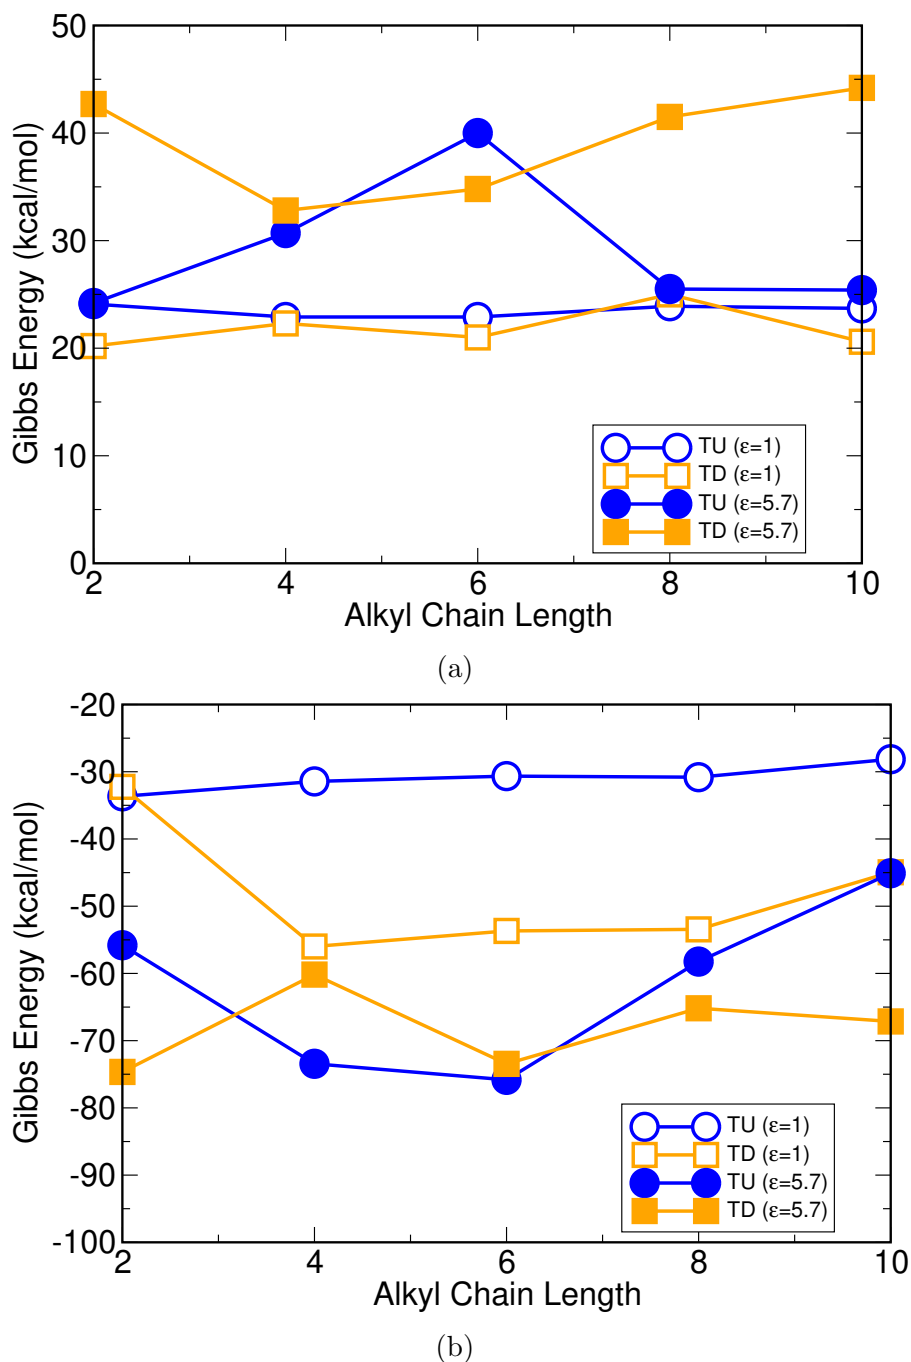 50
40
30
20
10
0
Gibbs Energy (kcal/mol)
TU (ε=1)
TD (ε=1)
TU (ε=5.7)
TD (ε=5.7)
2 4 6 8 10
Alkyl Chain Length
(a)
-20
-30
-40
-50
-60
-70
-80
-90
-100
Gibbs Energy (kcal/mol)
TU (ε=1)
TD (ε=1)
TU (ε=5.7)
TD (ε=5.7)
2 4 6 8 10
Alkyl Chain Length
(b)